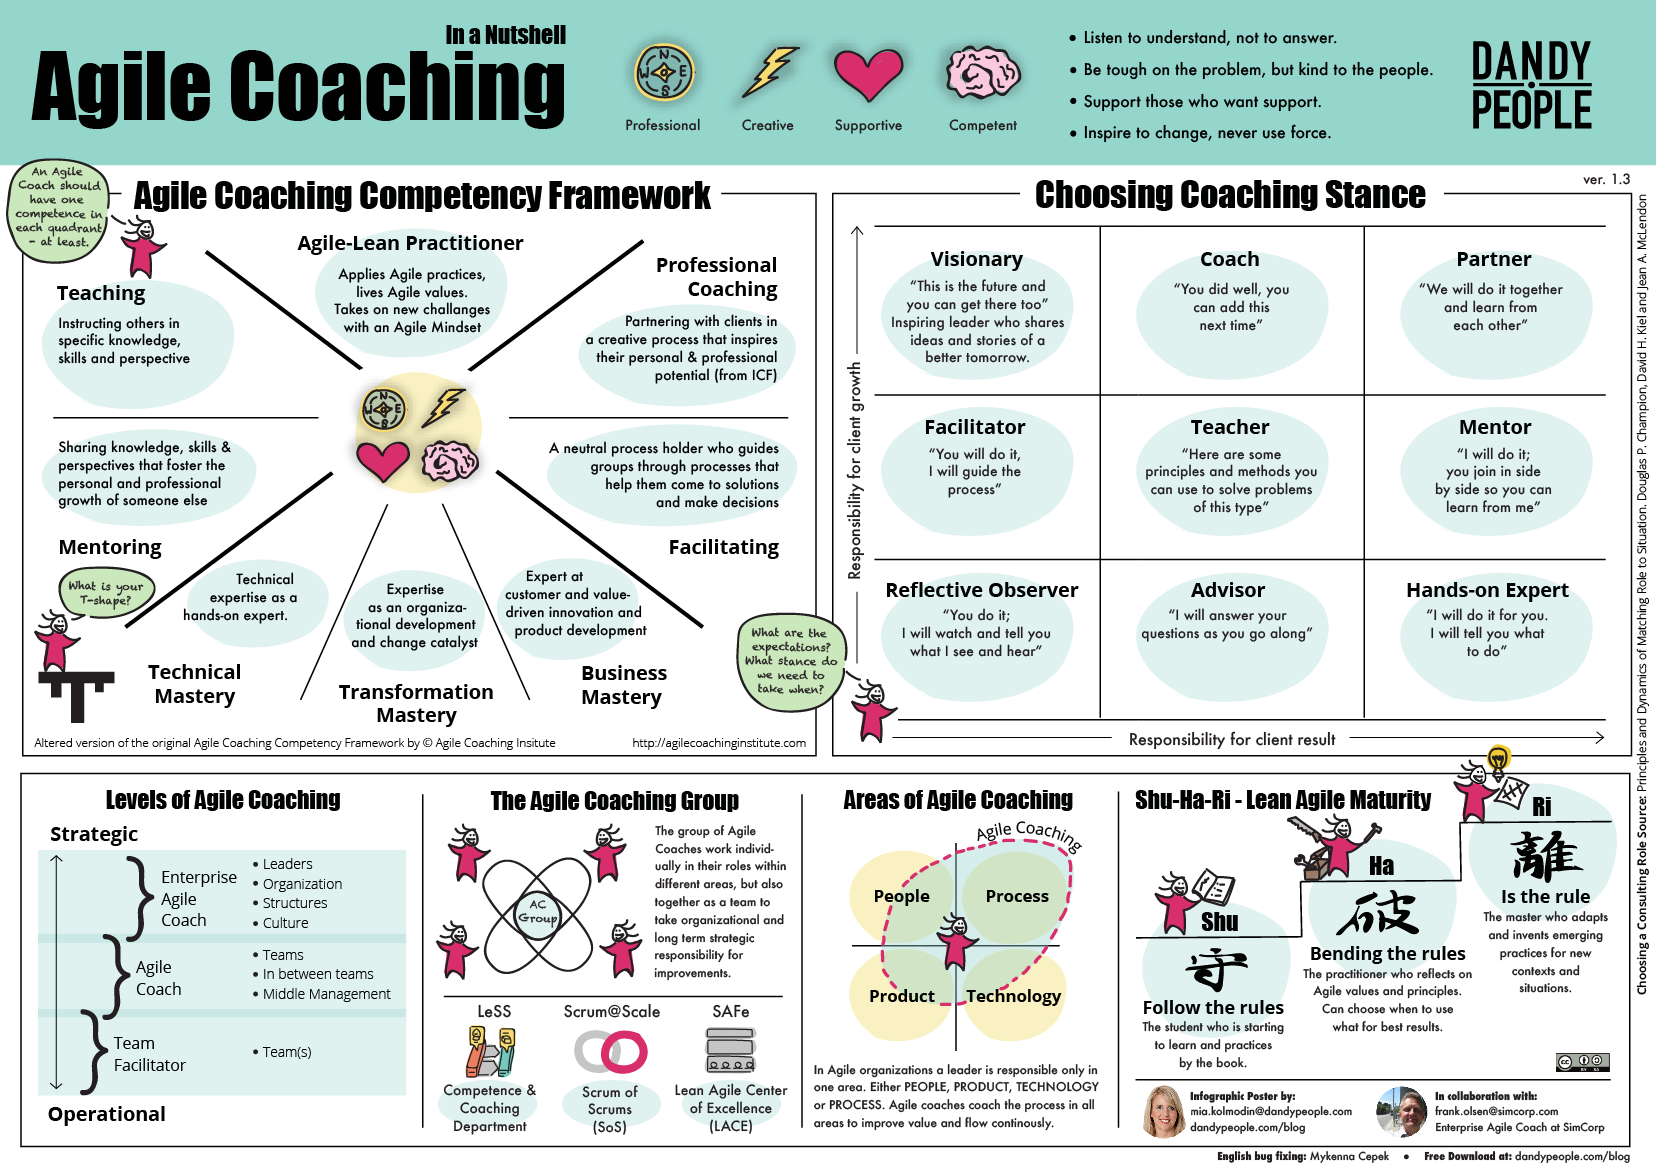 In a Nutshell
Agile Coaching
Professional
Creative
Supportive
Competent
• Listen to understand, not to answer.
• Be tough on the problem, but kind to the people.
• Support those who want support.
• Inspire to change, never use force.
DANDY
PEOPLE
ver. 1.3
An Agile
Coach should
have one
competence in
each quadrant
- at least.
Agile Coaching Competency Framework
Agile-Lean Practitioner
Applies Agile practices,
lives Agile values.
Takes on new challanges
with an Agile Mindset
Teaching
Instructing others in
specific knowledge,
skills and perspective
Professional
Coaching
Partnering with clients in
a creative process that inspires
their personal & professional
potential (from ICF)
N
W
E
S
Sharing knowledge, skills &
perspectives that foster the
personal and professional
growth of someone else
Mentoring
A neutral process holder who guides
groups through processes that
help them come to solutions
and make decisions
Facilitating
What is your
T-shape?
Technical
expertise as a
hands-on expert.
Technical
Mastery
Expertise
as an organiza-
tional development
and change catalyst
Transformation
Mastery
Expert at
customer and value-
driven innovation and
product development
Business
Mastery
Altered version of the original Agile Coaching Competency Framework by © Agile Coaching Insitute
http://agilecoachinginstitute.com
Choosing Coaching Stance
Responsibility for client growth
Visionary
“This is the future and
you can get there too”
Inspiring leader who shares
ideas and stories of a
better tomorrow.
Coach
“You did well, you
can add this
next time”
Partner
“We will do it together
and learn from
each other”
Facilitator
“You will do it,
I will guide the
process”
Teacher
“Here are some
principles and methods you
can use to solve problems
of this type”
Mentor
“I will do it;
you join in side
by side so you can
learn from me”
Reflective Observer
“You do it;
I will watch and tell you
what I see and hear”
Advisor
“I will answer your
questions as you go along”
Hands-on Expert
“I will do it for you.
I will tell you what
to do”
What are the
expectations?
What stance do
we need to
take when?
Responsibility for client result
Choosing a Consulting Role Source: Principles and Dynamics of Matching Role to Situation. Douglas P. Champion, David H. Kiel and Jean A. McLendon
Levels of Agile Coaching
Strategic
Enterprise
Agile
Coach
• Leaders
• Organization
• Structures
• Culture
Agile
Coach
• Teams
• In between teams
• Middle Management
Team
Facilitator
• Team(s)
Operational
The Agile Coaching Group
AC
Group
The group of Agile
Coaches work individ-
ually in their roles within
different areas, but also
together as a team to
take organizational and
long term strategic
responsibility for
improvements.
LeSS
Competence &
Coaching
Department
Scrum@Scale
Scrum of
Scrums
(SoS)
SAFe
Lean Agile Center
of Excellence
(LACE)
Areas of Agile Coaching
Agile Coaching
People
Process
Product
Technology
In Agile organizations a leader is responsible only in
one area. Either PEOPLE, PRODUCT, TECHNOLOGY
or PROCESS. Agile coaches coach the process in all
areas to improve value and flow continously.
Shu-Ha-Ri - Lean Agile Maturity
Shu
守
Follow the rules
The student who is starting
to learn and practices
by the book.
Ha
破
Bending the rules
The practitioner who reflects on
Agile values and principles.
Can choose when to use
what for best results.
Ri
離
Is the rule
The master who adapts
and invents emerging
practices for new
contexts and
situations.
cc
BY SA
Infographic Poster by:
mia.kolmodin@dandypeople.com
dandypeople.com/blog
In collaboration with:
frank.olsen@simcorp.com
Enterprise Agile Coach at SimCorp
English bug fixing: Mykenna Cepek • Free Download at: dandypeople.com/blog